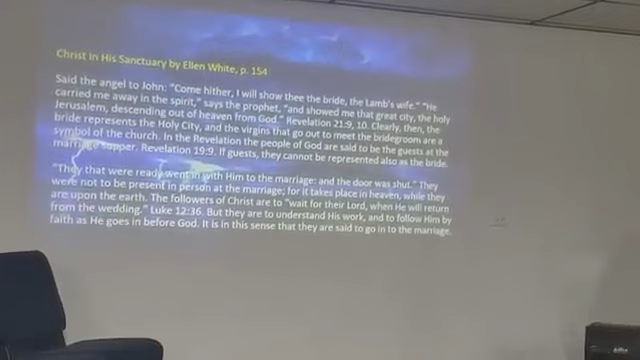 Christ in His Sanctuary by Ellen White, p. 154
Said the angel to John: "Come hither, I will show thee the bride, the Lamb's wife." "He
carried me away in the spirit," says the prophet, "and showed me that great city, the holy
Jerusalem, descending out of heaven from God." Revelation 21:9, 10. Clearly, then, the
bride represents the Holy City, and the virgins that go out to meet the bridegroom are a
symbol of the church. In the Revelation the people of God are said to be the guests at the
marriage supper. Revelation 19:9. If guests, they cannot be represented also as the bride.
"They that were ready went in with Him to the marriage: and the door was shut." They
were not to be present in person at the marriage; for it takes place in heaven, while they
are upon the earth. The followers of Christ are to "wait for their Lord, when He will return
from the wedding." Luke 12:36. But they are to understand His work, and to follow Him by
faith as He goes in before God. It is in this sense that they are said to go in to the marriage.